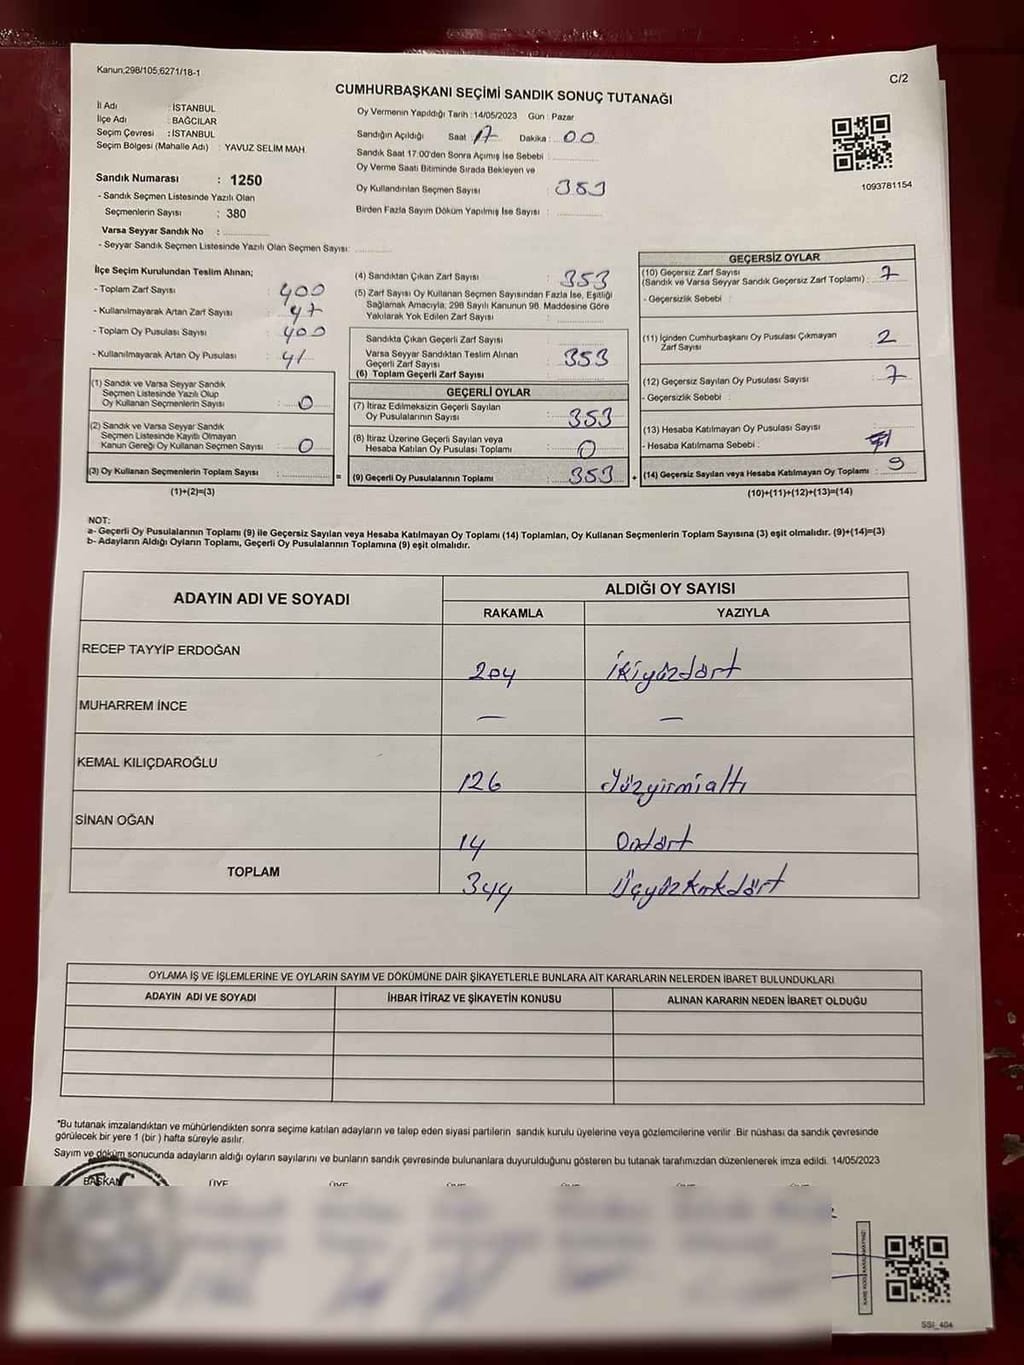 Kanun;298/105;6271/18-1
C/2
CUMHURBAŞKANI SEÇİMİ SANDIK SONUÇ TUTANAĞI
İl Adı : İSTANBUL
İlçe Adı : BAĞCILAR
Seçim Çevresi : İSTANBUL
Seçim Bölgesi (Mahalle Adı) : YAVUZ SELİM MAH.
Sandık Numarası : 1250
- Sandık Seçmen Listesinde Yazılı Olan
Seçmenlerin Sayısı : 380
Varsa Seyyar Sandık No :
- Seyyar Sandık Seçmen Listesinde Yazılı Olan Seçmen Sayısı:
Oy Vermenin Yapıldığı Tarih : 14/05/2023 Gün : Pazar
Sandığın Açıldığı Saat : 17 Dakika : 00
Sandık Saat 17:00'den Sonra Açımış İse Sebebi :
Oy Verme Saati Bitiminde Sırada Bekleyen ve
Oy Kullandırılan Seçmen Sayısı : 353
Birden Fazla Sayım Döküm Yapılmış İse Sayısı :
1093781154
İlçe Seçim Kurulundan Teslim Alınan;
- Toplam Zarf Sayısı : 400
- Kullanılmayarak Artan Zarf Sayısı : 47
- Toplam Oy Pusulası Sayısı : 400
- Kullanılmayarak Artan Oy Pusulası : 41
(1) Sandık ve Varsa Seyyar Sandık
Seçmen Listesinde Yazılı Olup
Oy Kullanan Seçmenlerin Sayısı : 0
(2) Sandık ve Varsa Seyyar Sandık
Seçmen Listesinde Kayıtlı Olmayan
Kanun Gereği Oy Kullanan Seçmen Sayısı : 0
(3) Oy Kullanan Seçmenlerin Toplam Sayısı :
(1)+(2)=(3)
(4) Sandıktan Çıkan Zarf Sayısı : 353
(5) Zarf Sayısı Oy Kullanan Seçmen Sayısından Fazla İse, Eşitliği
Sağlamak Amacıyla; 298 Sayılı Kanunun 98. Maddesine Göre
Yakılarak Yok Edilen Zarf Sayısı :
Sandıkta Çıkan Geçerli Zarf Sayısı :
Varsa Seyyar Sandıktan Teslim Alınan
Geçerli Zarf Sayısı : 353
(6) Toplam Geçerli Zarf Sayısı :
GEÇERLİ OYLAR
(7) İtiraz Edilmeksizin Geçerli Sayılan
Oy Pusulalarının Sayısı : 353
(8) İtiraz Üzerine Geçerli Sayılan veya
Hesaba Katılan Oy Pusulası Toplamı : 0
= (9) Geçerli Oy Pusulalarının Toplamı : 353
GEÇERSİZ OYLAR
(10) Geçersiz Zarf Sayısı
(Sandık ve Varsa Seyyar Sandık Geçersiz Zarf Toplamı) : 7
- Geçersizlik Sebebi :
(11) İçinden Cumhurbaşkanı Oy Pusulası Çıkmayan
Zarf Sayısı : 2
(12) Geçersiz Sayılan Oy Pusulası Sayısı : 7
- Geçersizlik Sebebi :
(13) Hesaba Katılmayan Oy Pusulası Sayısı :
- Hesaba Katılmama Sebebi :
+ (14) Geçersiz Sayılan veya Hesaba Katılmayan Oy Toplamı : 9
(10)+(11)+(12)+(13)=(14)
NOT:
a- Geçerli Oy Pusulalarının Toplamı (9) ile Geçersiz Sayılan veya Hesaba Katılmayan Oy Toplamı (14) Toplamları, Oy Kullanan Seçmenlerin Toplam Sayısına (3) eşit olmalıdır. (9)+(14)=(3)
b- Adayların Aldığı Oyların Toplamı, Geçerli Oy Pusulalarının Toplamına (9) eşit olmalıdır.
ADAYIN ADI VE SOYADI
ALDIĞI OY SAYISI
RAKAMLA YAZIYLA
RECEP TAYYİP ERDOĞAN 204 İkiyüzdört
MUHARREM İNCE — —
KEMAL KILIÇDAROĞLU 126 Yüzyirmialtı
SİNAN OĞAN 14 Ondört
TOPLAM 344 Üçyüzkırkdört
OYLAMA İŞ VE İŞLEMLERİNE VE OYLARIN SAYIM VE DÖKÜMÜNE DAİR ŞİKAYETLERLE BUNLARA AİT KARARLARIN NELERDEN İBARET BULUNDUKLARI
ADAYIN ADI VE SOYADI İHBAR İTİRAZ VE ŞİKAYETİN KONUSU ALINAN KARARIN NEDEN İBARET OLDUĞU
*Bu tutanak imzalandıktan ve mühürlendikten sonra seçime katılan adayların ve talep eden siyasi partilerin sandık kurulu üyelerine veya gözlemcilerine verilir .Bir nüshası da sandık çevresinde
görülecek bir yere 1 (bir) hafta süreyle asılır.
Sayım ve döküm sonucunda adayların aldığı oyların sayılarını ve bunların sandık çevresinde bulunanlara duyurulduğunu gösteren bu tutanak tarafımızdan düzenlenerek imza edildi. 14/05/2023
BAŞKAN ÜYE ÜYE ÜYE ÜYE ÜYE ÜYE
SSİ_404